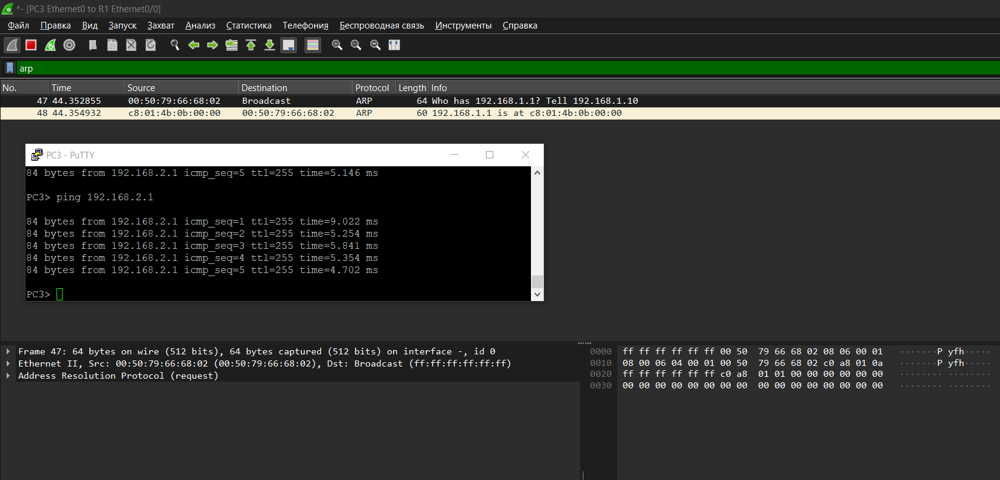 *- [PC3 Ethernet0 to R1 Ethernet0/0]
Файл Правка Вид Запуск Захват Анализ Статистика Телефония Беспроводная связь Инструменты Справка
arp
No. Time Source Destination Protocol Length Info
47 44.352855 00:50:79:66:68:02 Broadcast ARP 64 Who has 192.168.1.1? Tell 192.168.1.10
48 44.354932 c8:01:4b:0b:00:00 00:50:79:66:68:02 ARP 60 192.168.1.1 is at c8:01:4b:0b:00:00
PC3 - PuTTY
84 bytes from 192.168.2.1 icmp_seq=5 ttl=255 time=5.146 ms
PC3> ping 192.168.2.1
84 bytes from 192.168.2.1 icmp_seq=1 ttl=255 time=9.022 ms
84 bytes from 192.168.2.1 icmp_seq=2 ttl=255 time=5.254 ms
84 bytes from 192.168.2.1 icmp_seq=3 ttl=255 time=5.841 ms
84 bytes from 192.168.2.1 icmp_seq=4 ttl=255 time=5.354 ms
84 bytes from 192.168.2.1 icmp_seq=5 ttl=255 time=4.702 ms
PC3>
Frame 47: 64 bytes on wire (512 bits), 64 bytes captured (512 bits) on interface -, id 0
Ethernet II, Src: 00:50:79:66:68:02 (00:50:79:66:68:02), Dst: Broadcast (ff:ff:ff:ff:ff:ff)
Address Resolution Protocol (request)
0000 ff ff ff ff ff ff 00 50 79 66 68 02 08 06 00 01 ·······P yfh·····
0010 08 00 06 04 00 01 00 50 79 66 68 02 c0 a8 01 0a ·······P yfh·····
0020 ff ff ff ff ff ff c0 a8 01 01 00 00 00 00 00 00 ········ ········
0030 00 00 00 00 00 00 00 00 00 00 00 00 00 00 00 00 ········ ········